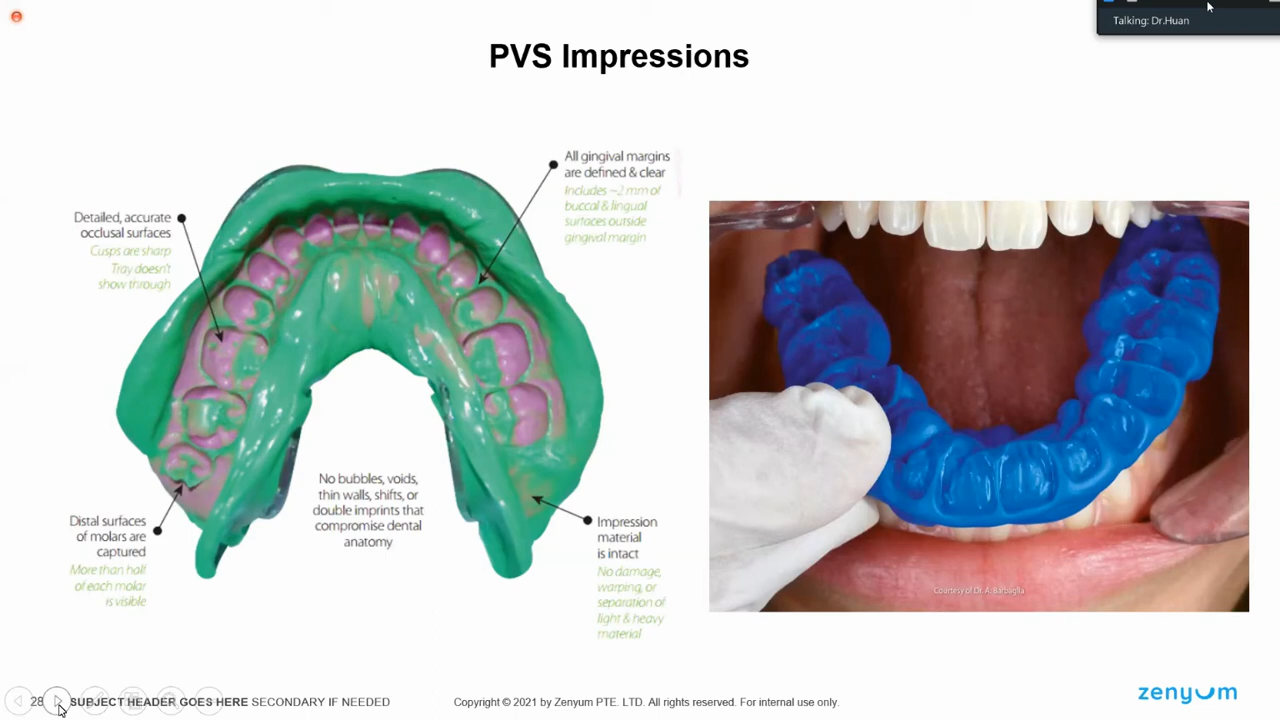 Talking: Dr.Huan
PVS Impressions
All gingival margins
are defined & clear
Includes ~2 mm of
buccal & lingual
surfaces outside
gingival margin
Detailed, accurate
occlusal surfaces
Cusps are sharp
Tray doesn't
show through
No bubbles, voids,
thin walls, shifts, or
double imprints that
compromise dental
anatomy
Distal surfaces
of molars are
captured
More than half
of each molar
is visible
Impression
material
is intact
No damage,
warping, or
separation of
light & heavy
material
Courtesy of Dr. A. Barbaglia
28 SUBJECT HEADER GOES HERE SECONDARY IF NEEDED
Copyright © 2021 by Zenyum PTE. LTD. All rights reserved. For internal use only.
zenyum